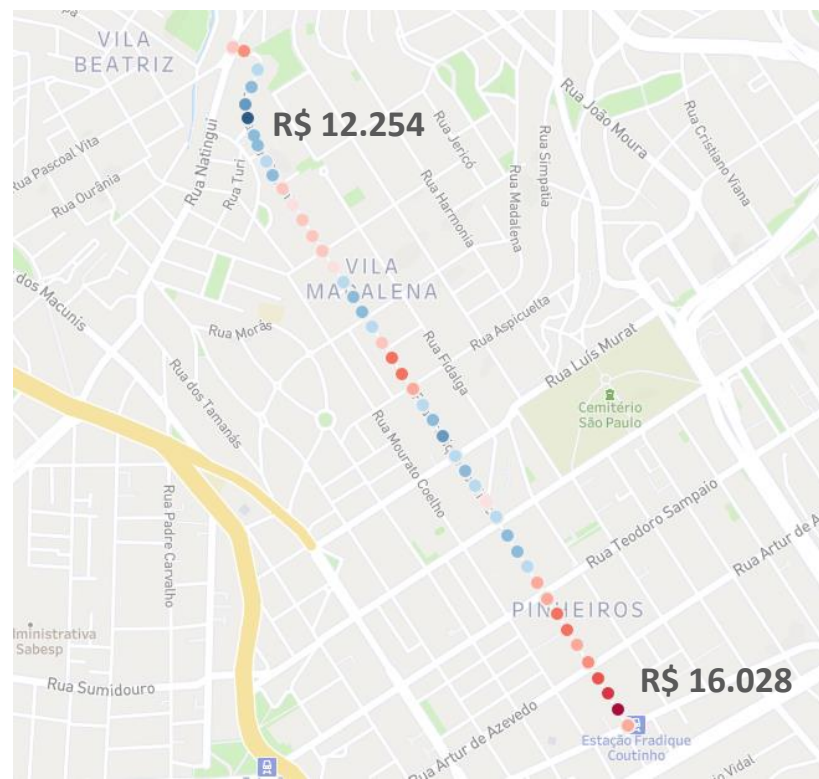 VILA
BEATRIZ
R$ 12.254
Rua João Moura
Rua Cristiano Viana
Rua Jericó
Rua Simpatia
Rua Pascoal Vita
Rua Natingui
Rua Turi
Rua Harmonia
Rua Madalena
Rua Ourânia
VILA
MADALENA
dos Macunis
Rua Morás
Rua Aspicuelta
Rua Fidalga
Rua Luís Murat
Rua dos Tamanás
Cemitério
São Paulo
Rua Mourato Coelho
Rua Teodoro Sampaio
Rua Padre Carvalho
Rua Artur de A
PINHEIROS
ministrativa
Sabesp
R$ 16.028
Rua Sumidouro
Rua Artur de Azevedo
Estação Fradique
Coutinho
io Vidal